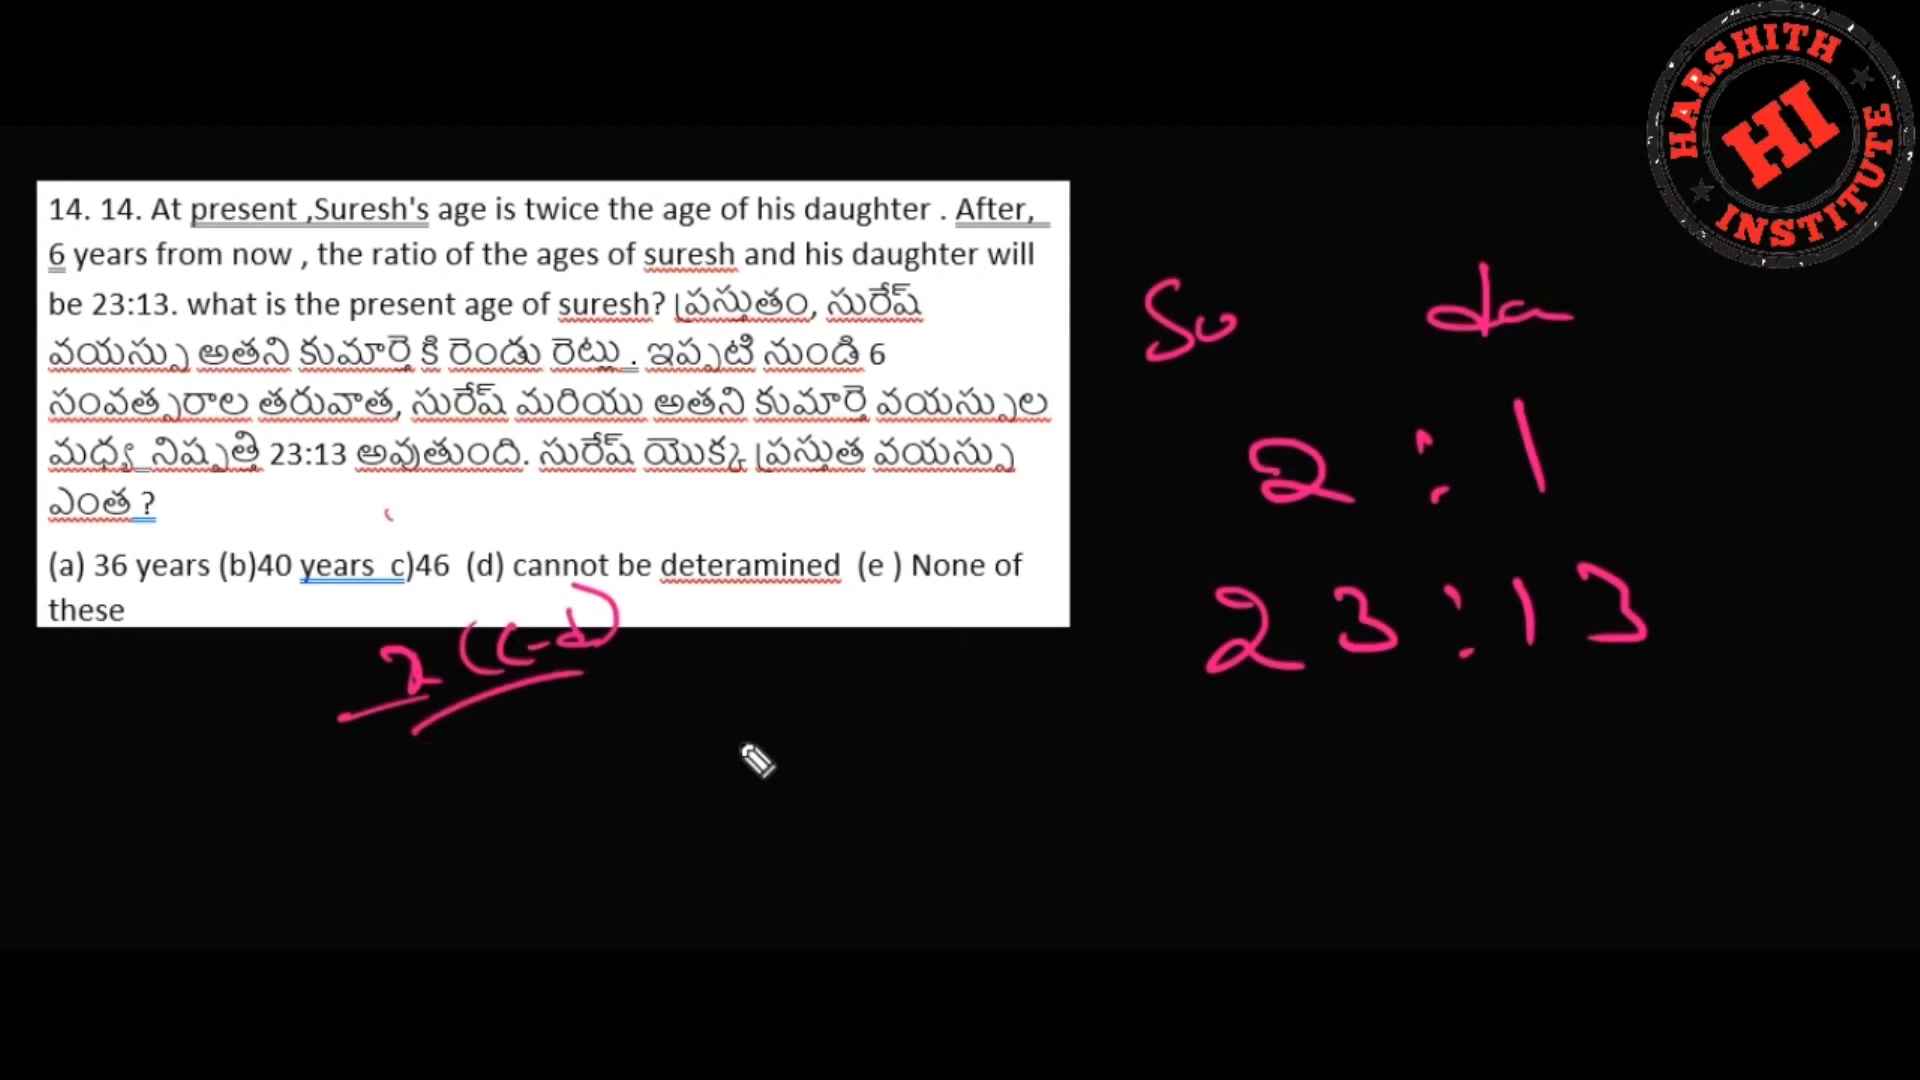 HARSHITH
HI
INSTITUTE
14. 14. At present ,Suresh's age is twice the age of his daughter . After,
6 years from now , the ratio of the ages of suresh and his daughter will
be 23:13. what is the present age of suresh? ప్రస్తుతం, సురేష్
వయస్సు అతని కుమార్తె కి రెండు రెట్లు . ఇప్పటి నుండి 6
సంవత్సరాల తరువాత, సురేష్ మరియు అతని కుమార్తె వయస్సుల
మధ్య నిష్పత్తి 23:13 అవుతుంది. సురేష్ యొక్క ప్రస్తుత వయస్సు
ఎంత ?
(a) 36 years (b)40 years c)46 (d) cannot be deteramined (e ) None of
these
2 (c-d)
Su da
2 : 1
23 : 13